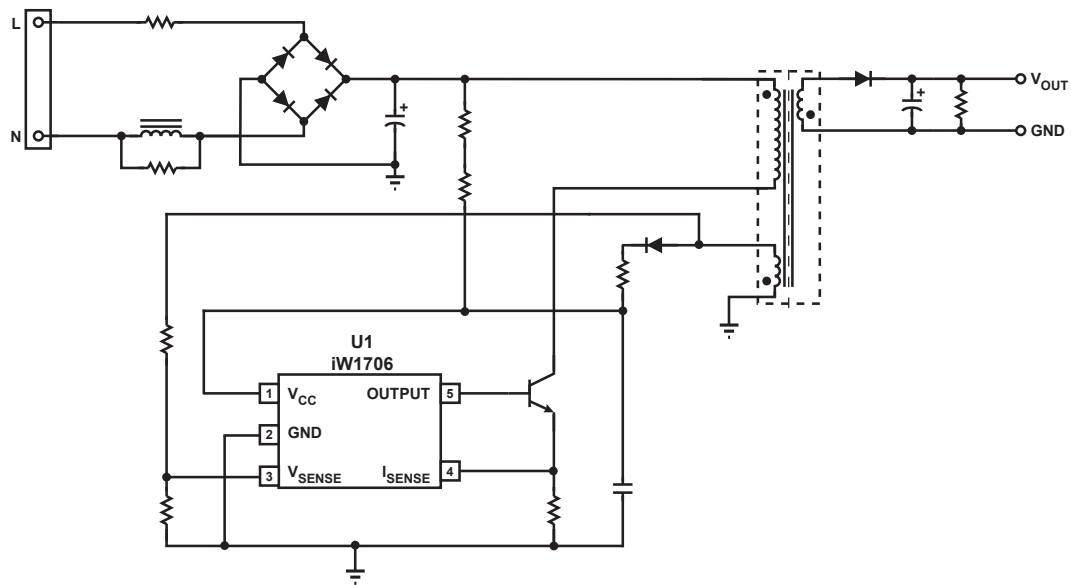 L
N
+
+
V_OUT
GND
U1
iW1706
1 V_CC OUTPUT 5
2 GND
3 V_SENSE I_SENSE 4